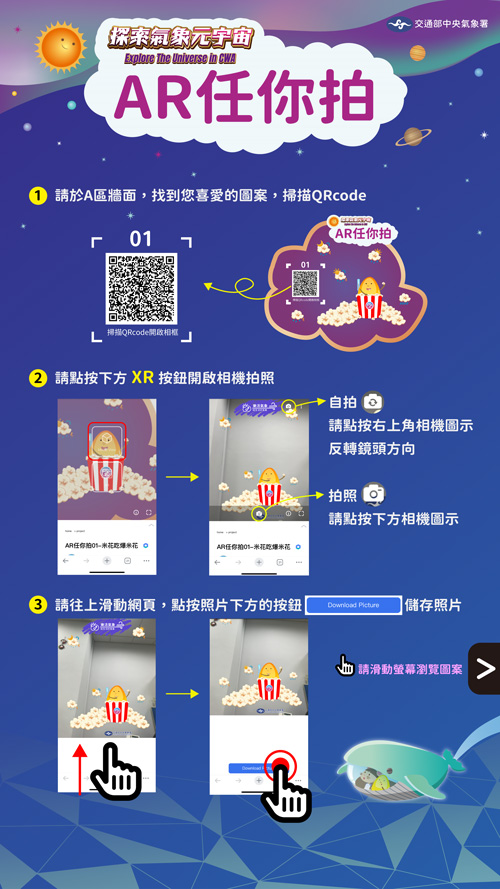 交通部中央氣象署
探索氣象元宇宙
Explore The Universe in CWA
AR任你拍
1 請於A區牆面，找到您喜愛的圖案，掃描QRcode
01
掃描QRcode開啟相框
探索氣象元宇宙
AR任你拍
01
2 請點按下方 XR 按鈕開啟相機拍照
自拍
請點按右上角相機圖示
反轉鏡頭方向
拍照
請點按下方相機圖示
AR任你拍01-米花吃爆米花
AR任你拍01-米花吃爆米花
3 請往上滑動網頁，點按照片下方的按鈕 Download Picture 儲存照片
請滑動螢幕瀏覽圖案